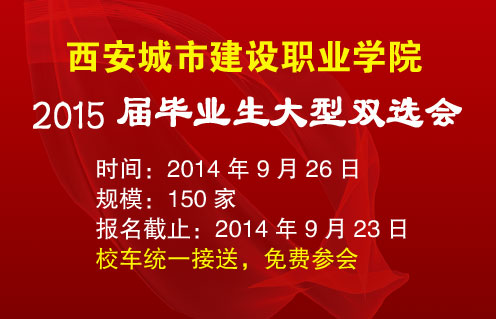 西安城市建设职业学院
2015 届毕业生大型双选会
时间：2014 年 9 月 26 日
规模：150 家
报名截止：2014 年 9 月 23 日
校车统一接送，免费参会